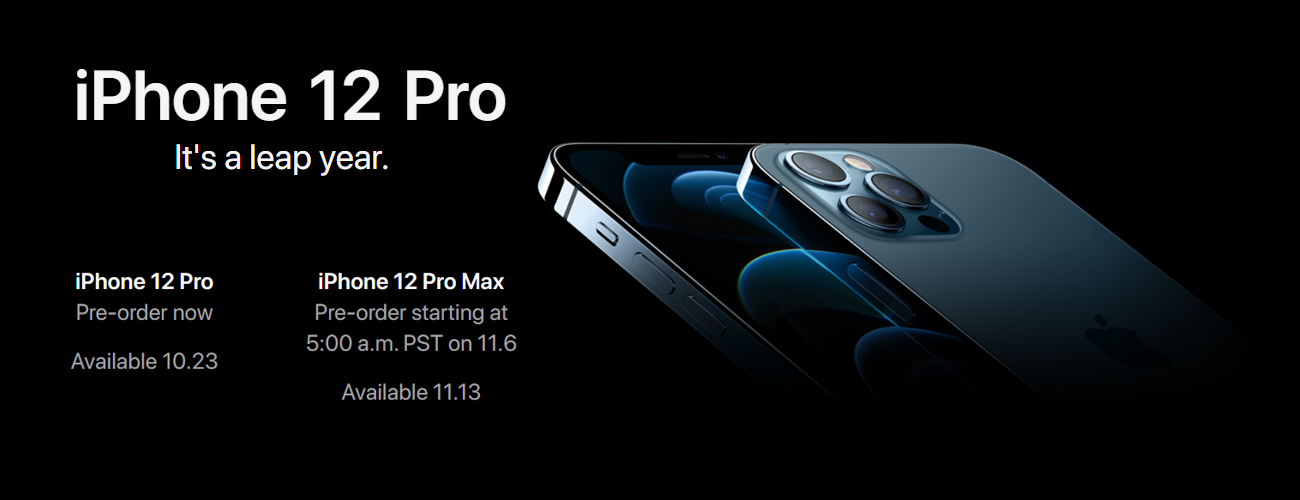 iPhone 12 Pro
It's a leap year.
iPhone 12 Pro
Pre-order now
Available 10.23
iPhone 12 Pro Max
Pre-order starting at
5:00 a.m. PST on 11.6
Available 11.13